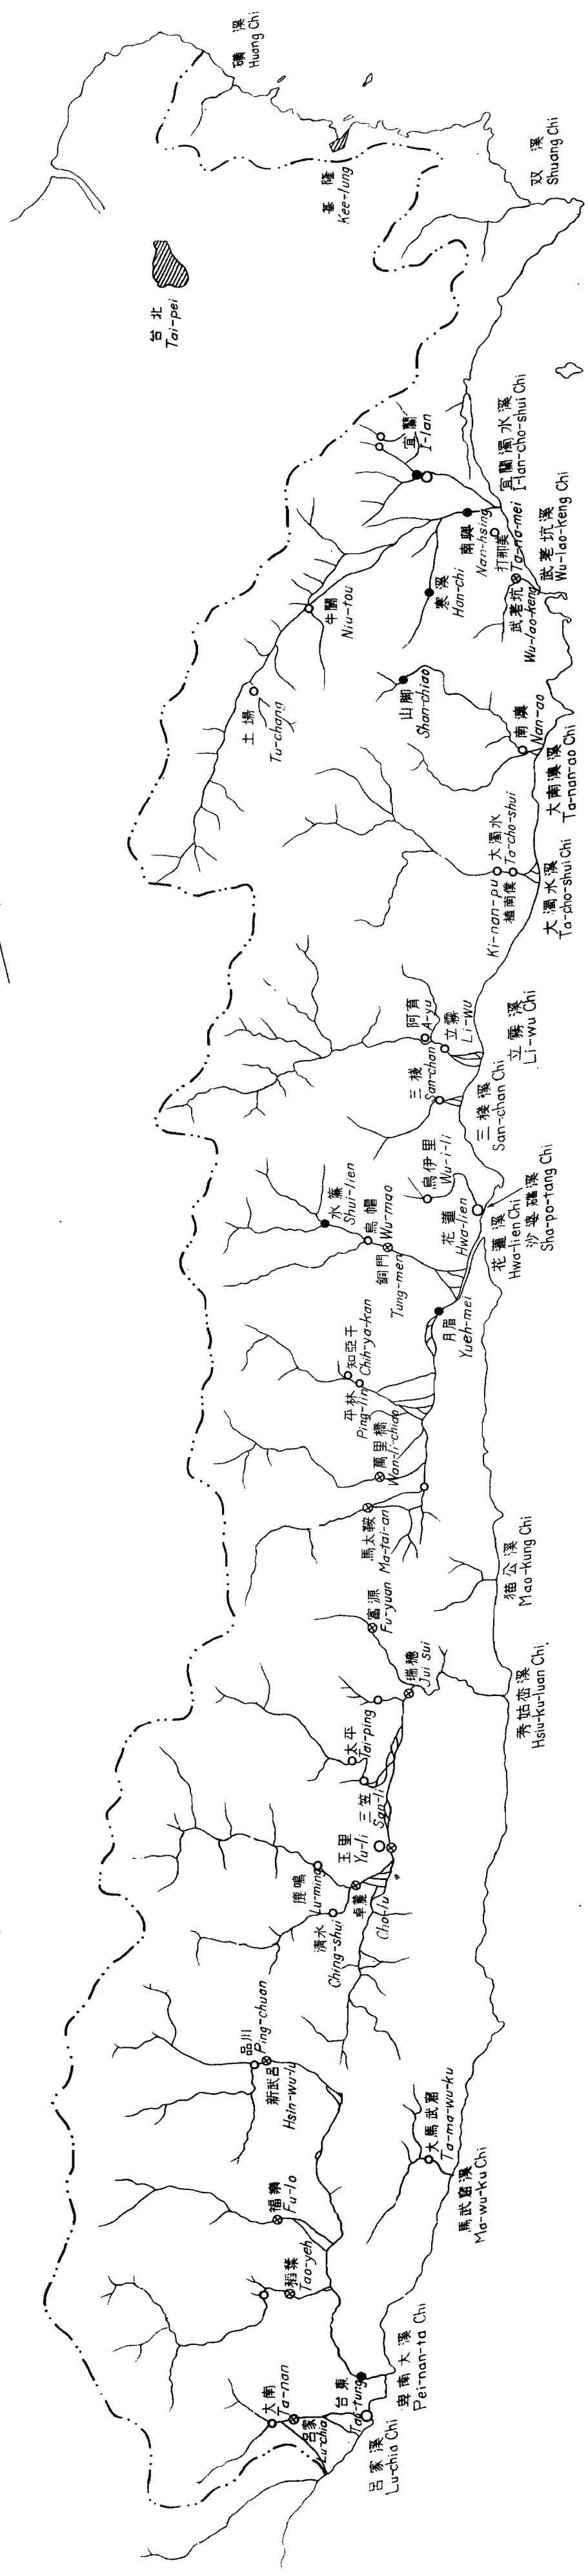 磺溪
Huang Chi
基隆
Kee-lung
双溪
Shuang Chi
台北
Tai-pei
宜蘭
I-lan
宜蘭濁水溪
I-lan-cho-shui Chi
南興
Nan-hsing
打那美
Ta-na-mei
寒溪
Han-chi
武荖坑
Wu-lao-keng
武荖坑溪
Wu-lao-keng Chi
牛鬪
Niu-tou
土場
Tu-chang
山脚
Shan-chiao
南澳
Nan-ao
大南澳溪
Ta-nan-ao Chi
大濁水
Ta-cho-shui
Ki-nan-pu
大濁水溪
Ta-cho-shui Chi
阿育
A-yu
立霧
Li-wu
立霧溪
Li-wu Chi
三棧
San-chan
三棧溪
San-chan Chi
水簾
Shui-lien
烏帽
Wu-mao
銅門
Tung-men
烏伊里
Wu-i-li
花蓮
Hwa-lien
花蓮溪
Hwa-lien Chi
沙婆礑溪
Sha-po-tang Chi
月眉
Yueh-mei
知亞干
Chih-ya-kan
平林
Ping-lin
萬里橋
Wan-li-chiao
馬太鞍
Ma-tai-an
猫公溪
Mao-kung Chi
富源
Fu-yuan
瑞穗
Jui sui
秀姑巒溪
Hsiu-ku-luan Chi
太平
Tai-ping
三笠
San-li
玉里
Yu-li
鹿鳴
Lu-ming
卓麓
Cho-lu
清水
Ching-shui
品川
Ping-chuan
新武呂
Hsin-wu-lu
大馬武窟
Ta-ma-wu-ku
馬武窟溪
Ma-wu-ku Chi
福樂
Fu-lo
稻葉
Tao-yeh
大南
Ta-nan
呂家
Lu-chia
台東
Tai-tung
卑南大溪
Pei-nan-ta Chi
呂家溪
Lu-chia Chi